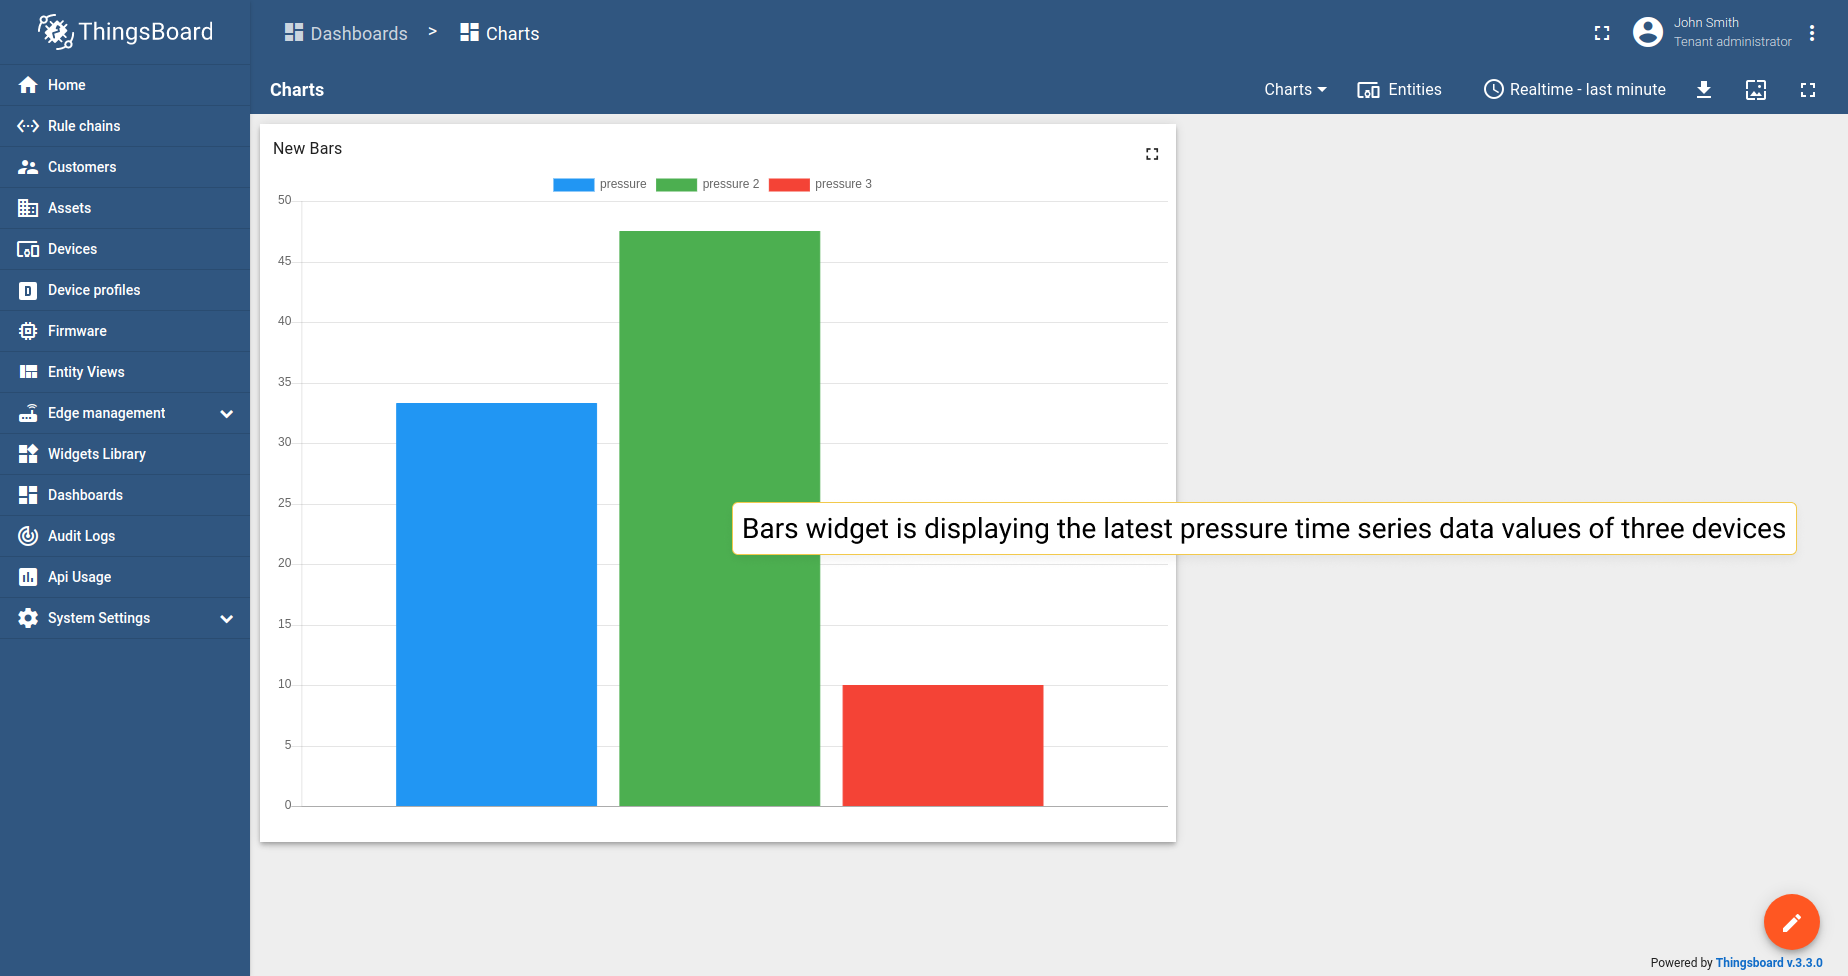 ThingsBoard
Dashboards > Charts
John Smith
Tenant administrator
Charts
Charts
Entities
Realtime - last minute
Home
Rule chains
Customers
Assets
Devices
Device profiles
Firmware
Entity Views
Edge management
Widgets Library
Dashboards
Audit Logs
Api Usage
System Settings
New Bars
pressure pressure 2 pressure 3
50
45
40
35
30
25
20
15
10
5
0
Bars widget is displaying the latest pressure time series data values of three devices
Powered by Thingsboard v.3.3.0